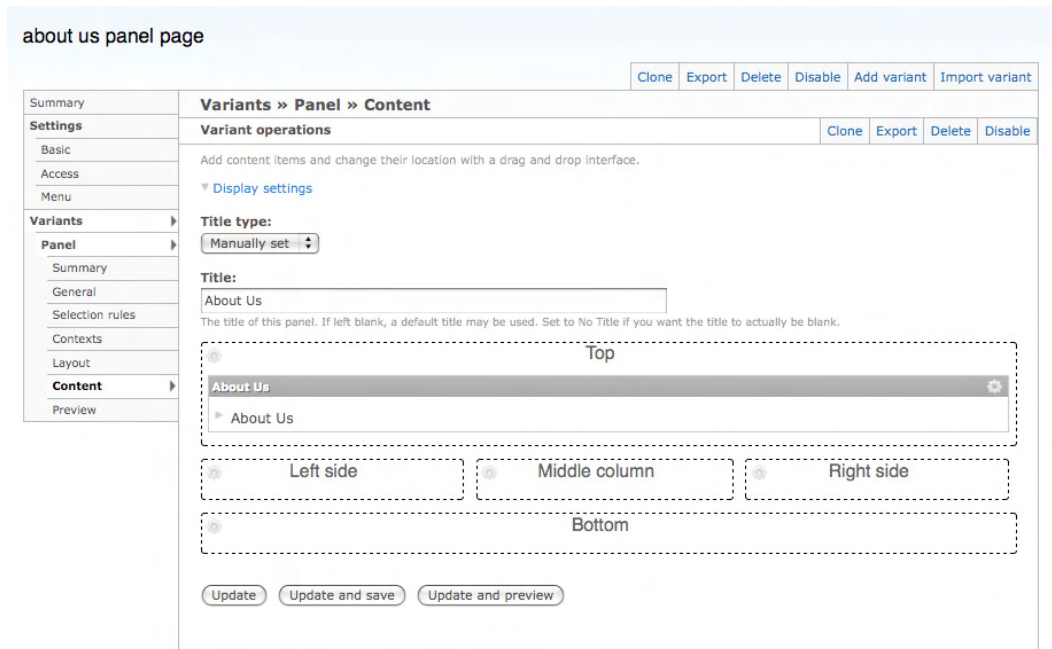 about us panel page
Clone Export Delete Disable Add variant Import variant
Summary
Settings
Basic
Access
Menu
Variants
Panel
Summary
General
Selection rules
Contexts
Layout
Content
Preview
Variants » Panel » Content
Variant operations
Clone Export Delete Disable
Add content items and change their location with a drag and drop interface.
Display settings
Title type:
Manually set
Title:
About Us
The title of this panel. If left blank, a default title may be used. Set to No Title if you want the title to actually be blank.
Top
About Us
About Us
Left side Middle column Right side
Bottom
Update Update and save Update and preview